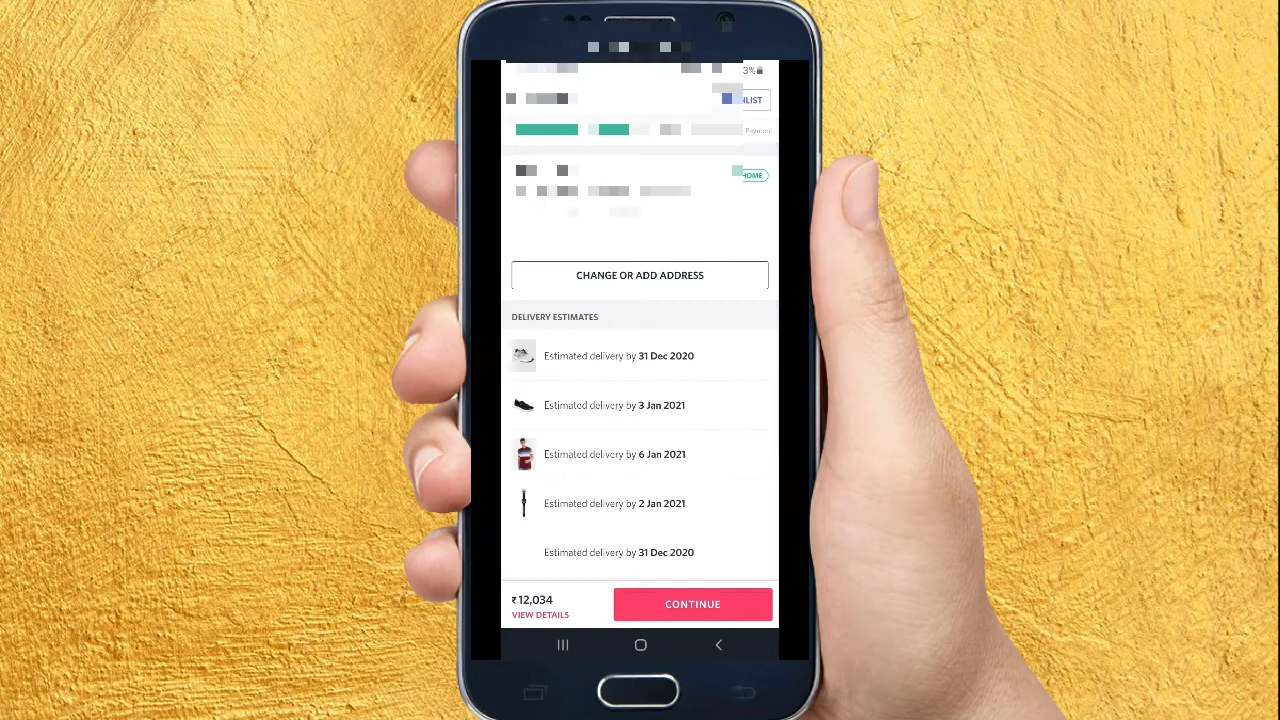 3%
Payment
HOME
CHANGE OR ADD ADDRESS
DELIVERY ESTIMATES
Estimated delivery by 31 Dec 2020
Estimated delivery by 3 Jan 2021
Estimated delivery by 6 Jan 2021
Estimated delivery by 2 Jan 2021
Estimated delivery by 31 Dec 2020
₹12,034
CONTINUE
VIEW DETAILS